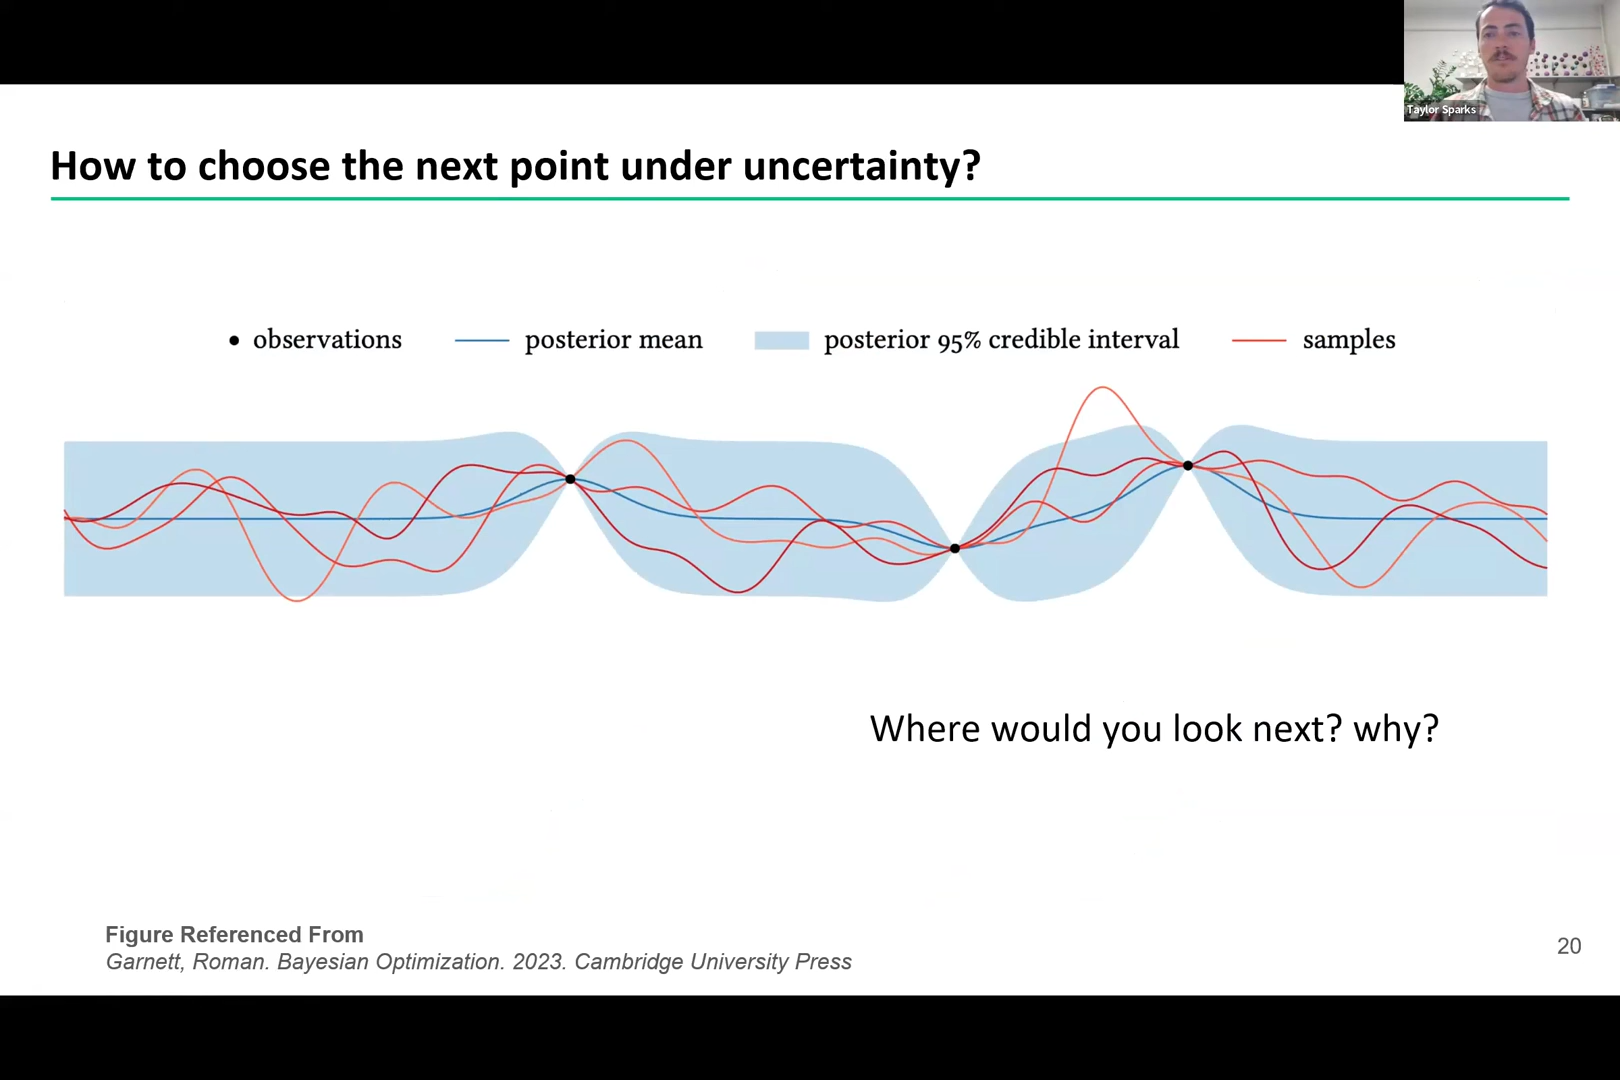 Taylor Sparks
How to choose the next point under uncertainty?
observations posterior mean posterior 95% credible interval samples
Where would you look next? why?
Figure Referenced From
Garnett, Roman. Bayesian Optimization. 2023. Cambridge University Press
20